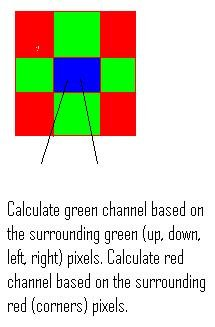 Calculate green channel based on
the surrounding green (up, down,
left, right) pixels. Calculate red
channel based on the surrounding
red (corners) pixels.